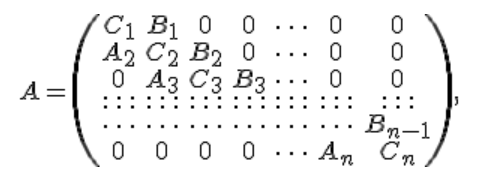 C₁ B₁ 0 0 ⋯ 0 0
A₂ C₂ B₂ 0 ⋯ 0 0
0 A₃ C₃ B₃ ⋯ 0 0
A = ⋮⋮⋮ ⋮⋮⋮ ⋮⋮⋮ ⋮⋮⋮ ⋮⋮⋮ ⋮⋮⋮ ⋮⋮⋮ ,
⋯ ⋯ ⋯ ⋯ ⋯ ⋯ Bₙ₋₁
0 0 0 0 ⋯ Aₙ Cₙ